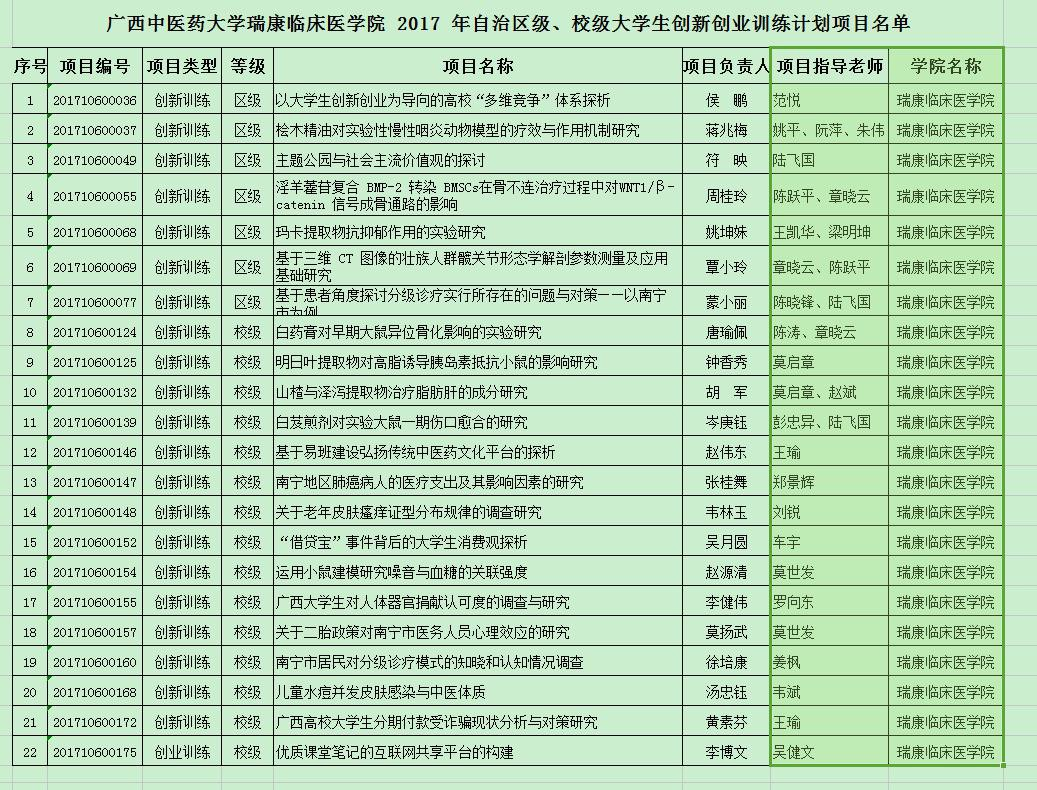 广西中医药大学瑞康临床医学院 2017 年自治区级、校级大学生创新创业训练计划项目名单
序号 项目编号 项目类型 等级 项目名称 项目负责人 项目指导老师 学院名称
1 201710600036 创新训练 区级 以大学生创新创业为导向的高校“多维竞争”体系探析 侯 鹏 范悦 瑞康临床医学院
2 201710600037 创新训练 区级 桧木精油对实验性慢性咽炎动物模型的疗效与作用机制研究 蒋兆梅 姚平、阮萍、朱伟 瑞康临床医学院
3 201710600049 创新训练 区级 主题公园与社会主流价值观的探讨 符 映 陆飞国 瑞康临床医学院
4 201710600055 创新训练 区级 淫羊藿苷复合 BMP-2 转染 BMSCs在骨不连治疗过程中对WNT1/β-
catenin 信号成骨通路的影响 周桂玲 陈跃平、章晓云 瑞康临床医学院
5 201710600068 创新训练 区级 玛卡提取物抗抑郁作用的实验研究 姚坤妹 王凯华、梁明坤 瑞康临床医学院
6 201710600069 创新训练 区级 基于三维 CT 图像的壮族人群髋关节形态学解剖参数测量及应用
基础研究 覃小玲 章晓云、陈跃平 瑞康临床医学院
7 201710600077 创新训练 区级 基于患者角度探讨分级诊疗实行所存在的问题与对策——以南宁
市为例 蒙小丽 陈晓锋、陆飞国 瑞康临床医学院
8 201710600124 创新训练 校级 白药膏对早期大鼠异位骨化影响的实验研究 唐瑜佩 陈涛、章晓云 瑞康临床医学院
9 201710600125 创新训练 校级 明日叶提取物对高脂诱导胰岛素抵抗小鼠的影响研究 钟香秀 莫启章 瑞康临床医学院
10 201710600132 创新训练 校级 山楂与泽泻提取物治疗脂肪肝的成分研究 胡 军 莫启章、赵斌 瑞康临床医学院
11 201710600139 创新训练 校级 白芨煎剂对实验大鼠一期伤口愈合的研究 岑庚钰 彭忠异、陆飞国 瑞康临床医学院
12 201710600146 创新训练 校级 基于易班建设弘扬传统中医药文化平台的探析 赵伟东 王瑜 瑞康临床医学院
13 201710600147 创新训练 校级 南宁地区肺癌病人的医疗支出及其影响因素的研究 张桂舞 郑景辉 瑞康临床医学院
14 201710600148 创新训练 校级 关于老年皮肤瘙痒证型分布规律的调查研究 韦林玉 刘锐 瑞康临床医学院
15 201710600152 创新训练 校级 “借贷宝”事件背后的大学生消费观探析 吴月圆 车宇 瑞康临床医学院
16 201710600154 创新训练 校级 运用小鼠建模研究噪音与血糖的关联强度 赵源清 莫世发 瑞康临床医学院
17 201710600155 创新训练 校级 广西大学生对人体器官捐献认可度的调查与研究 李健伟 罗向东 瑞康临床医学院
18 201710600157 创新训练 校级 关于二胎政策对南宁市医务人员心理效应的研究 莫扬武 莫世发 瑞康临床医学院
19 201710600160 创新训练 校级 南宁市居民对分级诊疗模式的知晓和认知情况调查 徐培康 姜枫 瑞康临床医学院
20 201710600168 创新训练 校级 儿童水痘并发皮肤感染与中医体质 汤忠钰 韦斌 瑞康临床医学院
21 201710600172 创新训练 校级 广西高校大学生分期付款受诈骗现状分析与对策研究 黄素芬 王瑜 瑞康临床医学院
22 201710600175 创业训练 校级 优质课堂笔记的互联网共享平台的构建 李博文 吴健文 瑞康临床医学院